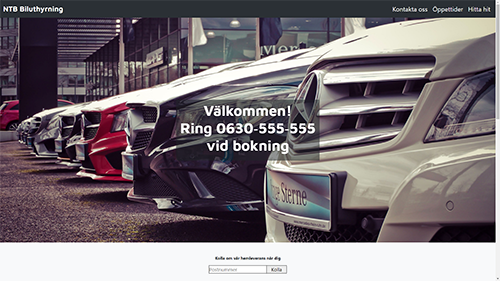 NTB Biluthyrning
Kontakta oss Öppettider Hitta hit
Välkommen!
Ring 0630-555-555
vid bokning
Sterne
Kolla om vår hemleverans når dig
Postnummer Kolla